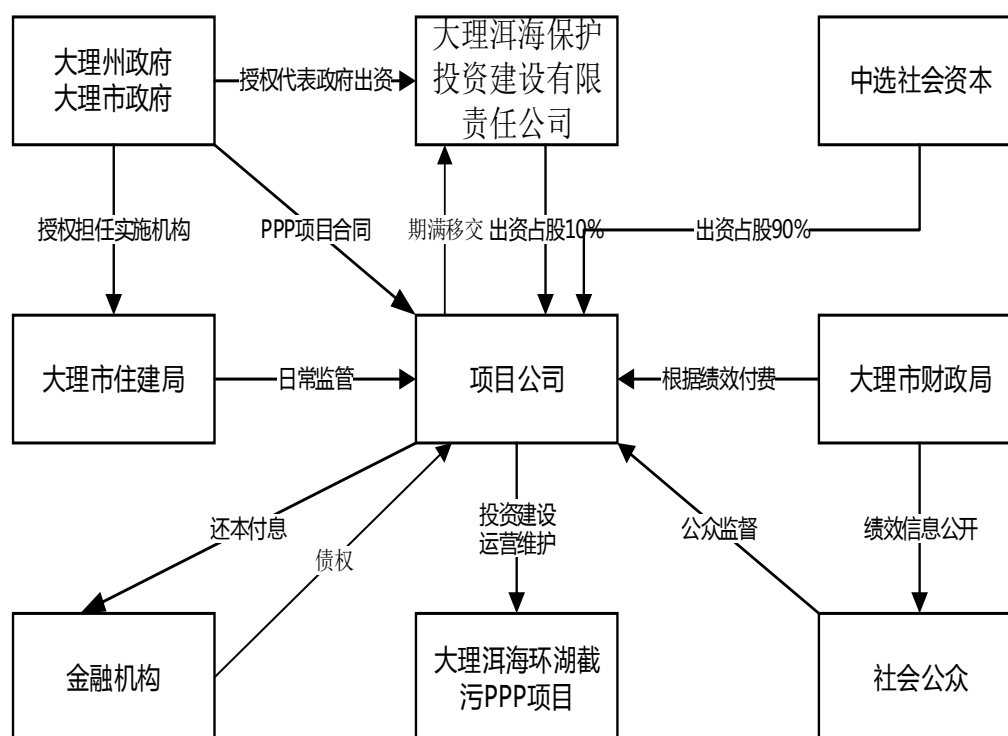 大理州政府
大理市政府
授权代表政府出资
大理洱海保护
投资建设有限
责任公司
中选社会资本
授权担任实施机构
PPP项目合同
期满移交
出资占股10%
出资占股90%
大理市住建局
日常监管
项目公司
根据绩效付费
大理市财政局
还本付息
债权
投资建设
运营维护
公众监督
绩效信息公开
金融机构
大理洱海环湖截
污PPP项目
社会公众